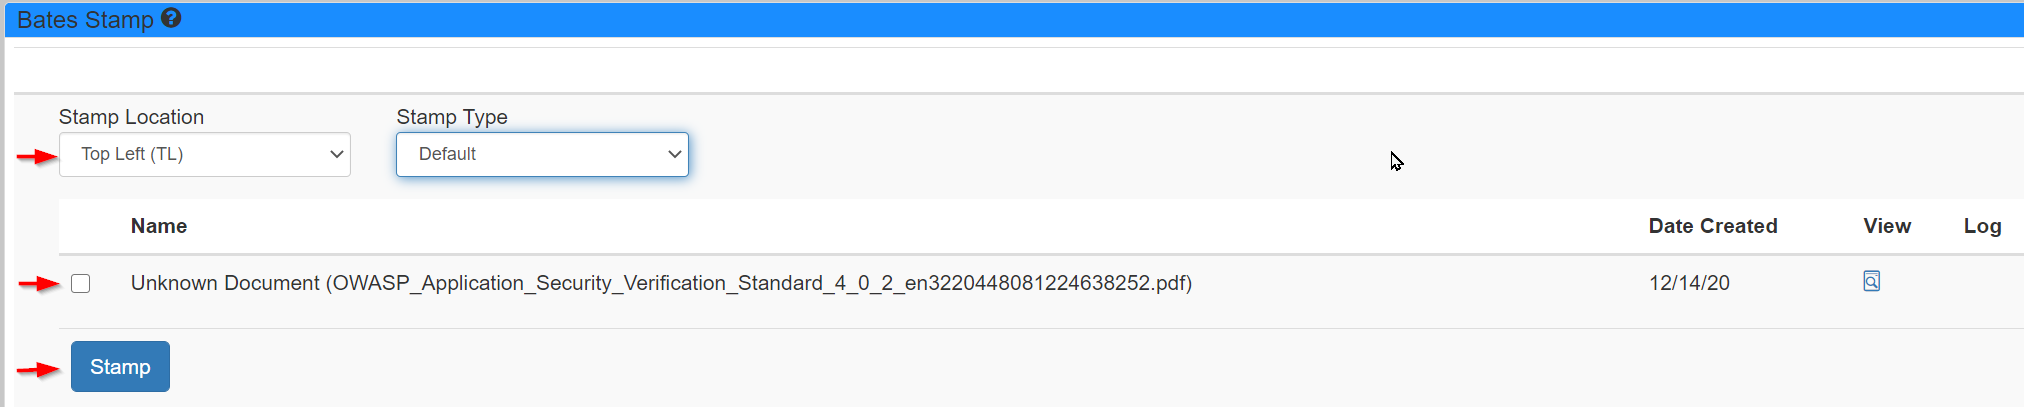 Bates Stamp ?
Stamp Location Stamp Type
Top Left (TL) Default
Name Date Created View Log
Unknown Document (OWASP_Application_Security_Verification_Standard_4_0_2_en3220448081224638252.pdf) 12/14/20
Stamp